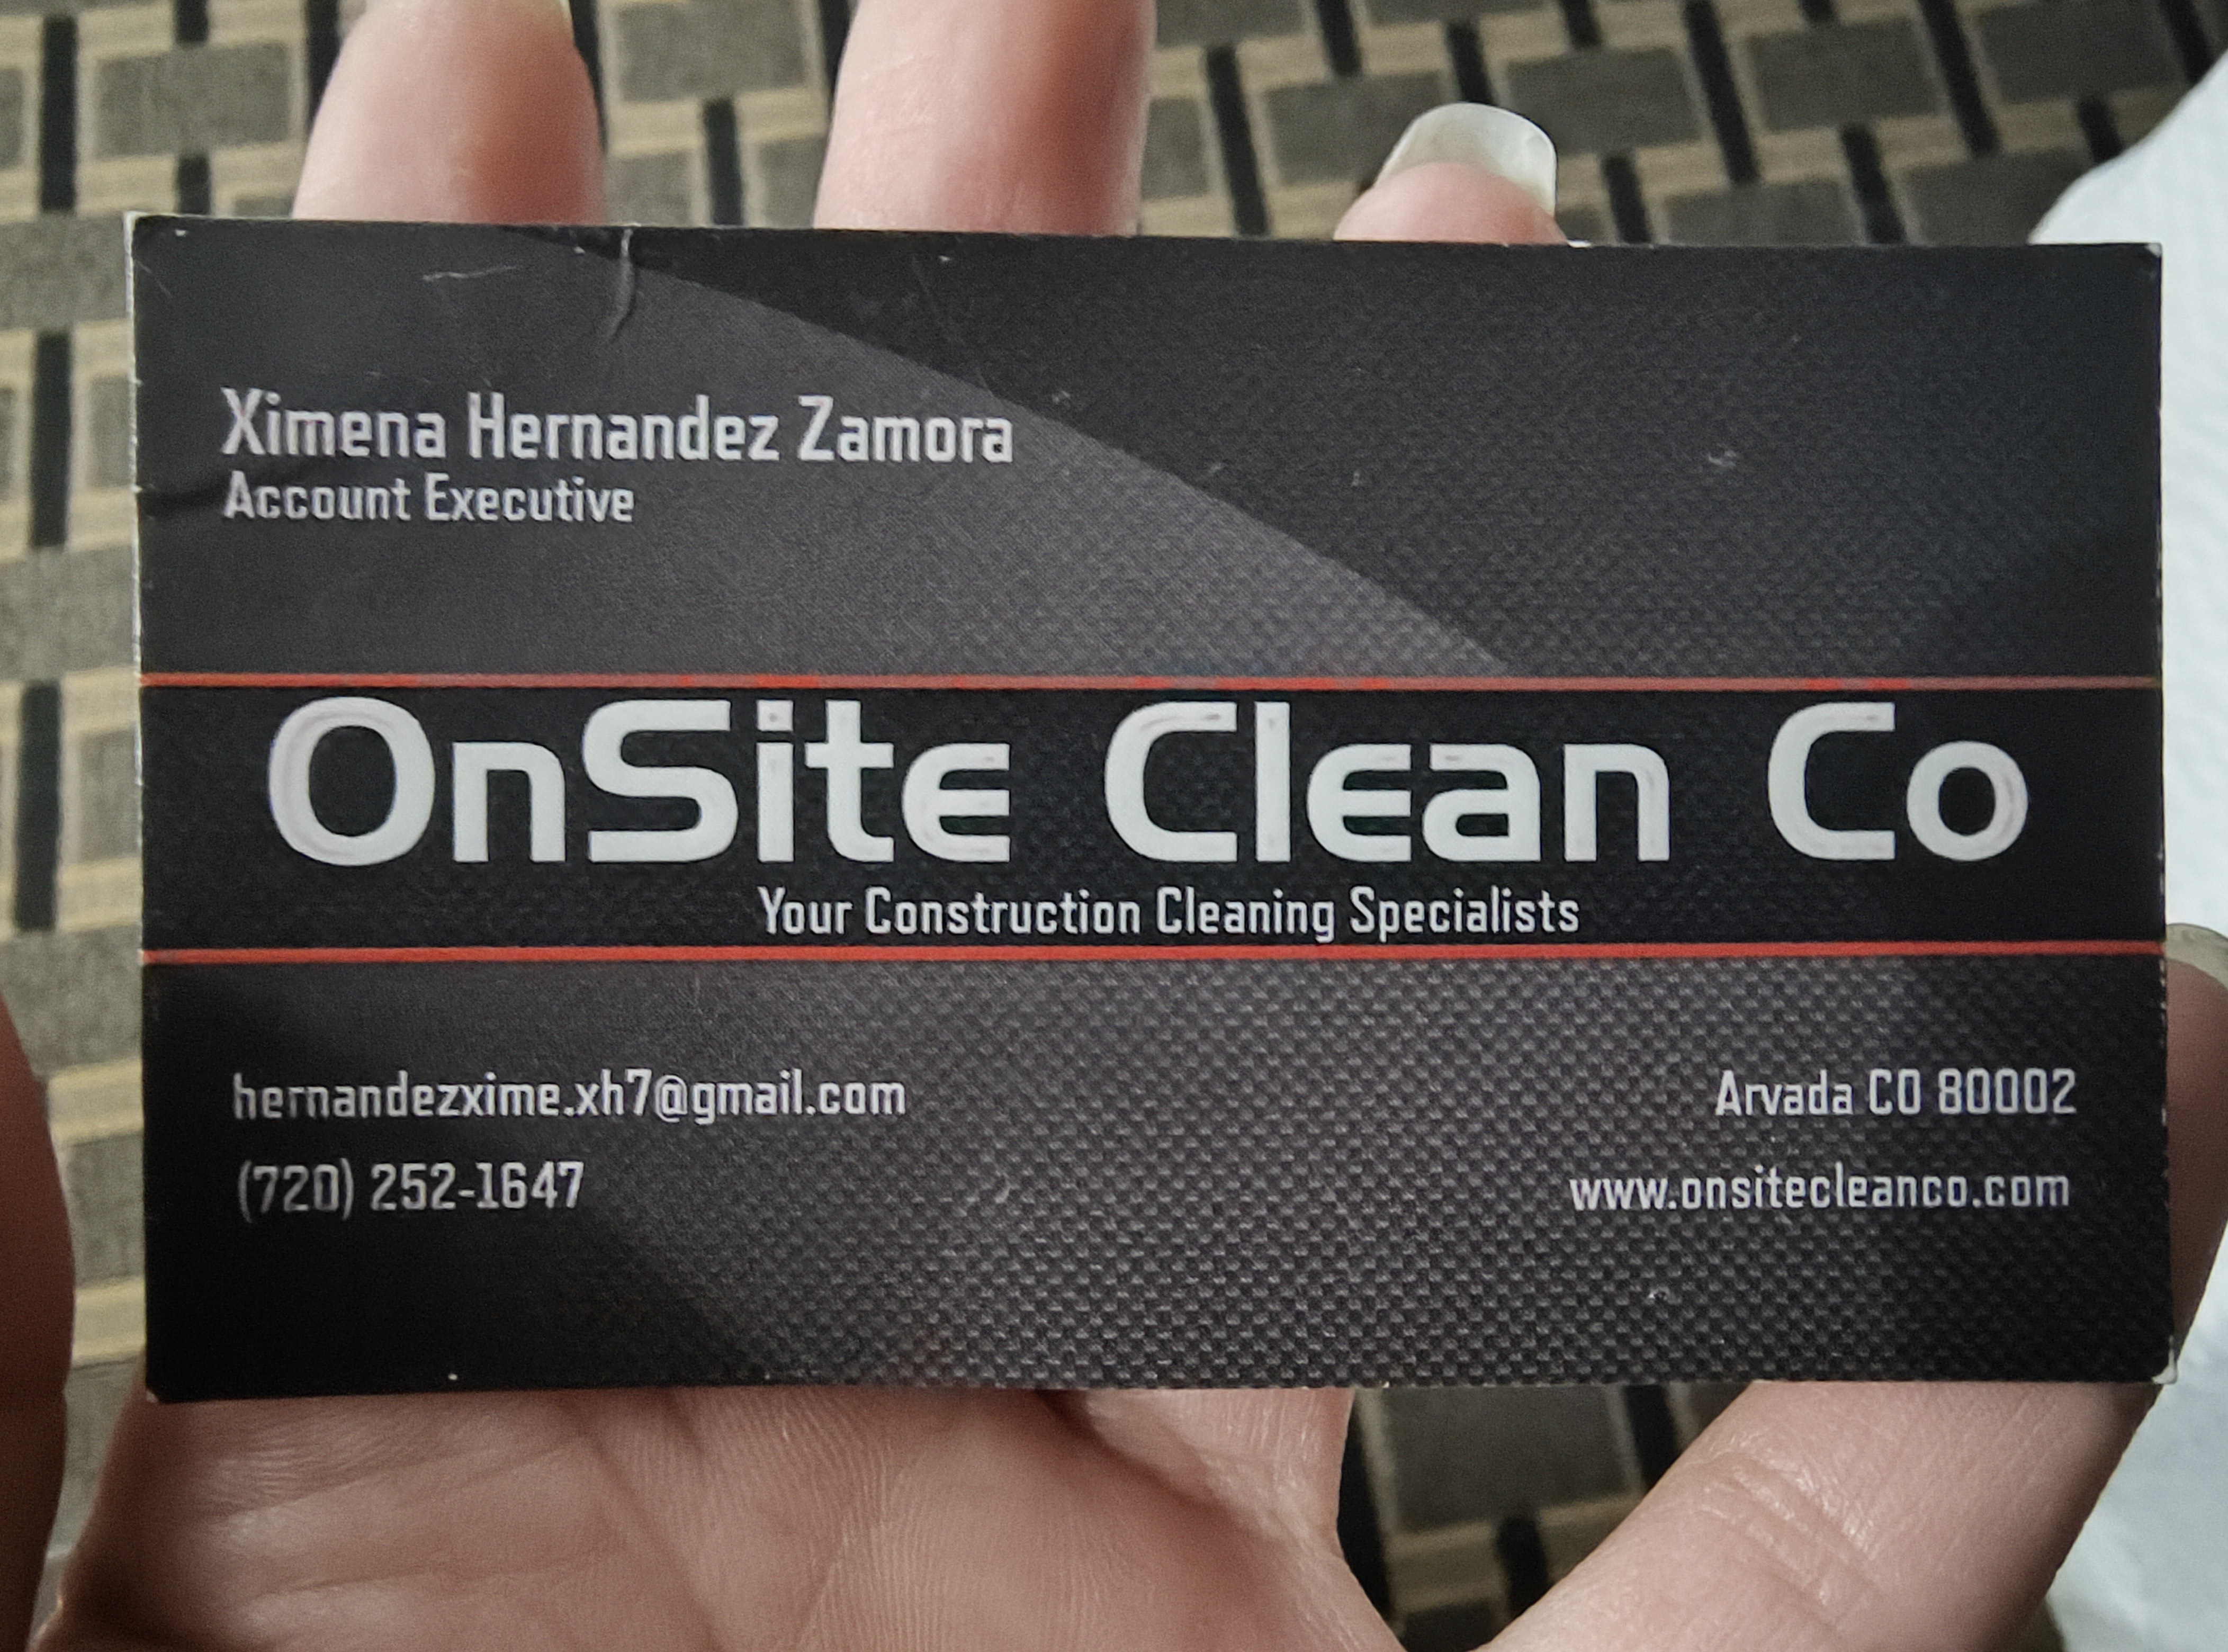 Ximena Hernandez Zamora
Account Executive
OnSite Clean Co
Your Construction Cleaning Specialists
hernandezxime.xh7@gmail.com
Arvada CO 80002
(720) 252-1647
www.onsitecleanco.com